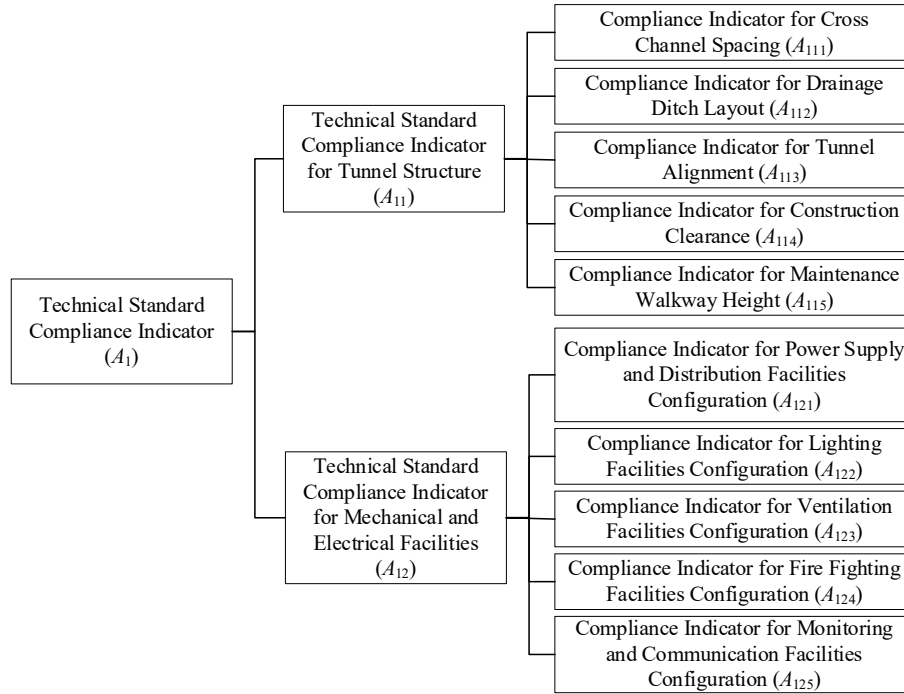 Technical Standard
Compliance Indicator
(A1)
Technical Standard
Compliance Indicator
for Tunnel Structure
(A11)
Compliance Indicator for Cross
Channel Spacing (A111)
Compliance Indicator for Drainage
Ditch Layout (A112)
Compliance Indicator for Tunnel
Alignment (A113)
Compliance Indicator for Construction
Clearance (A114)
Compliance Indicator for Maintenance
Walkway Height (A115)
Technical Standard
Compliance Indicator
for Mechanical and
Electrical Facilities
(A12)
Compliance Indicator for Power Supply
and Distribution Facilities
Configuration (A121)
Compliance Indicator for Lighting
Facilities Configuration (A122)
Compliance Indicator for Ventilation
Facilities Configuration (A123)
Compliance Indicator for Fire Fighting
Facilities Configuration (A124)
Compliance Indicator for Monitoring
and Communication Facilities
Configuration (A125)